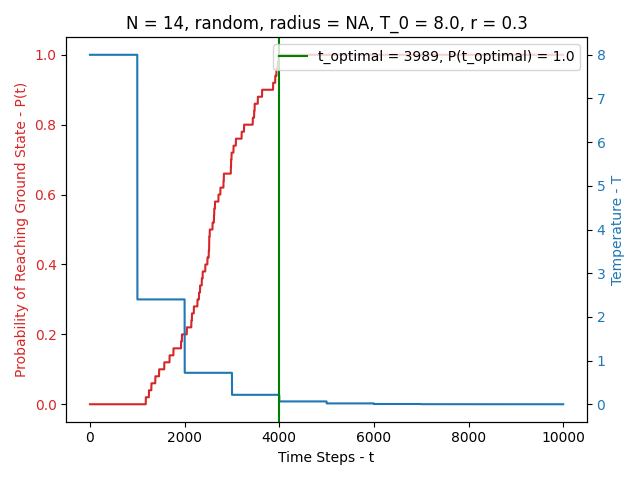 N = 14, random, radius = NA, T_0 = 8.0, r = 0.3
t_optimal = 3989, P(t_optimal) = 1.0
Probability of Reaching Ground State - P(t)
1.0
0.8
0.6
0.4
0.2
0.0
8
7
6
5
4
3
2
1
0
Temperature - T
0 2000 4000 6000 8000 10000
Time Steps - t